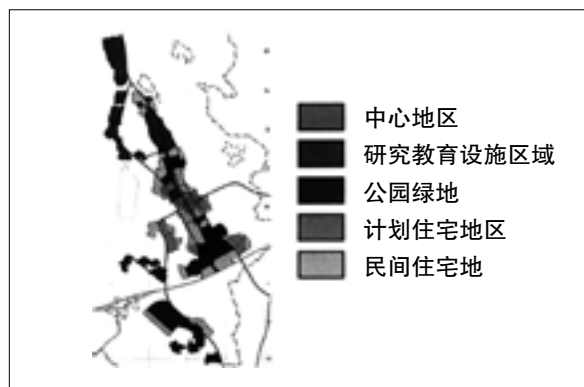 中心地区
研究教育设施区域
公园绿地
计划住宅地区
民间住宅地